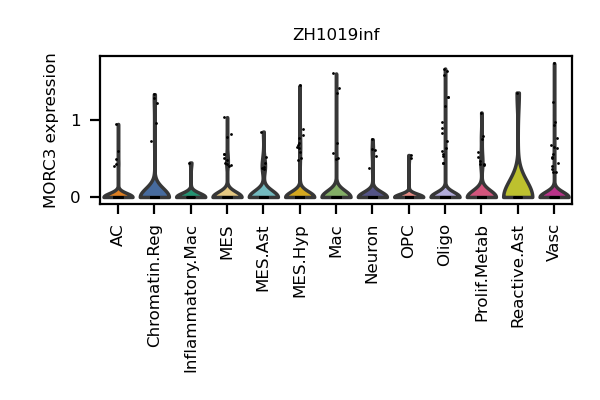 ZH1019inf
MORC3 expression
1
0
AC
Chromatin.Reg
Inflammatory.Mac
MES
MES.Ast
MES.Hyp
Mac
Neuron
OPC
Oligo
Prolif.Metab
Reactive.Ast
Vasc